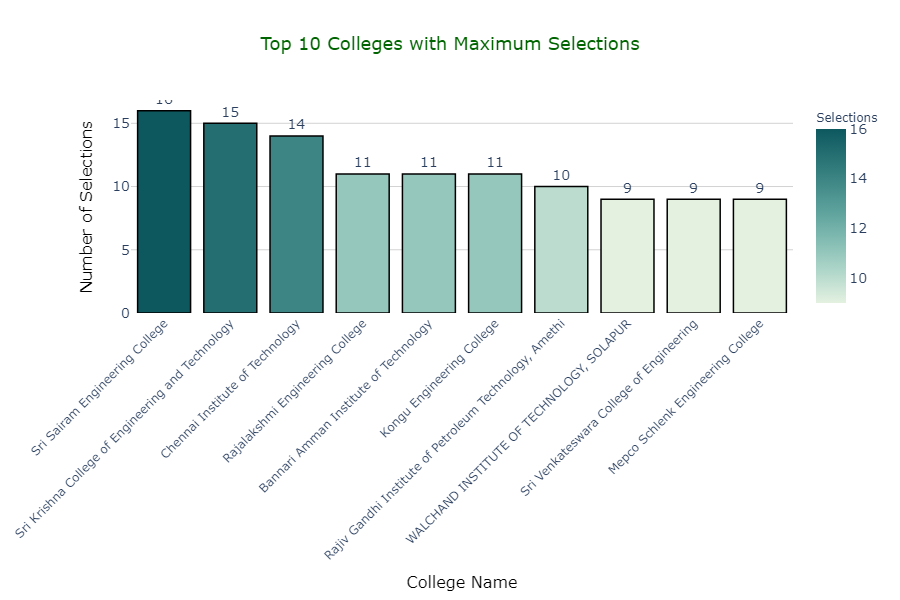 Top 10 Colleges with Maximum Selections
Number of Selections
15
10
5
0
16
15
14
11
11
11
10
9
9
9
Selections
16
14
12
10
Sri Sairam Engineering College
Sri Krishna College of Engineering and Technology
Chennai Institute of Technology
Rajalakshmi Engineering College
Bannari Amman Institute of Technology
Kongu Engineering College
Rajiv Gandhi Institute of Petroleum Technology, Amethi
WALCHAND INSTITUTE OF TECHNOLOGY, SOLAPUR
Sri Venkateswara College of Engineering
Mepco Schlenk Engineering College
College Name